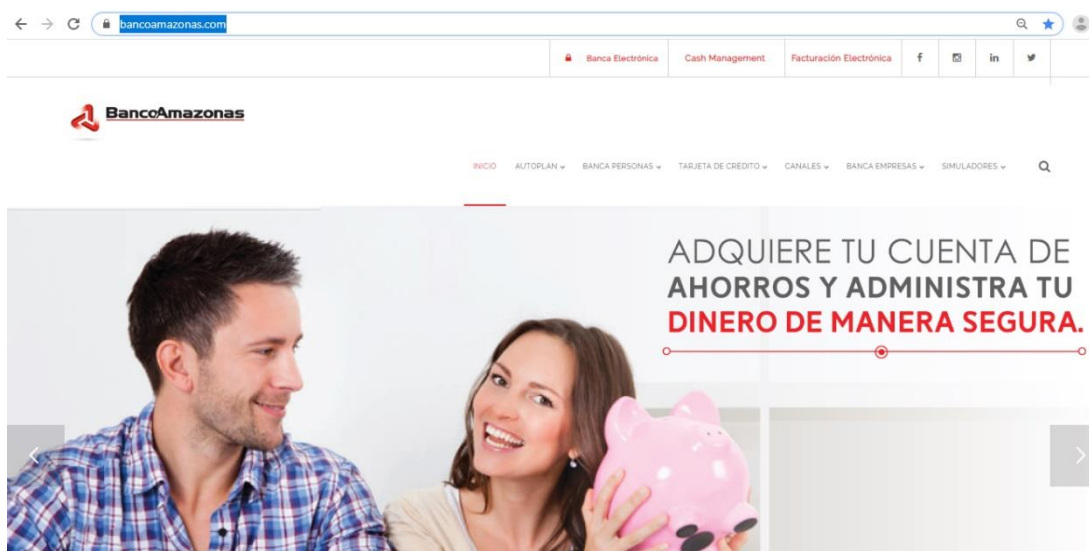 bancoamazonas.com
Banca Electrónica Cash Management Facturación Electrónica f in
BancoAmazonas
INICIO AUTOPLAN BANCA PERSONAS TARJETA DE CRÉDITO CANALES BANCA EMPRESAS SIMULADORES
ADQUIERE TU CUENTA DE
AHORROS Y ADMINISTRA TU
DINERO DE MANERA SEGURA.